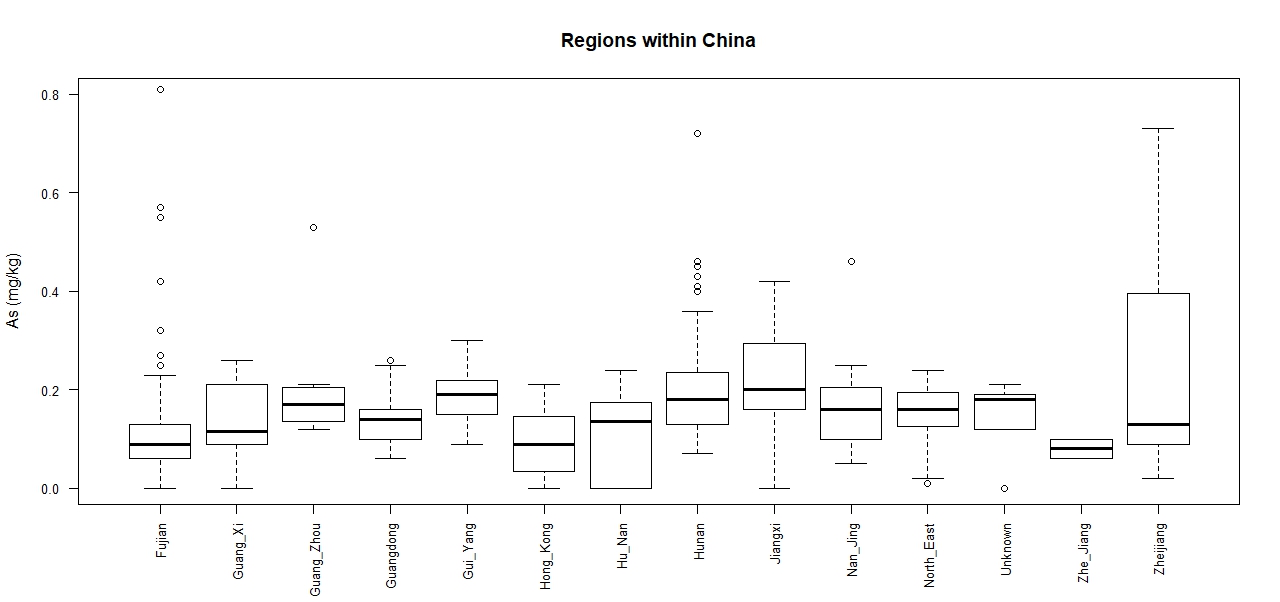 Regions within China
As (mg/kg)
0.8
0.6
0.4
0.2
0.0
Fujian
Guang_Xi
Guang_Zhou
Guangdong
Gui_Yang
Hong_Kong
Hu_Nan
Hunan
Jiangxi
Nan_Jing
North_East
Unknown
Zhe_Jiang
Zheijiang